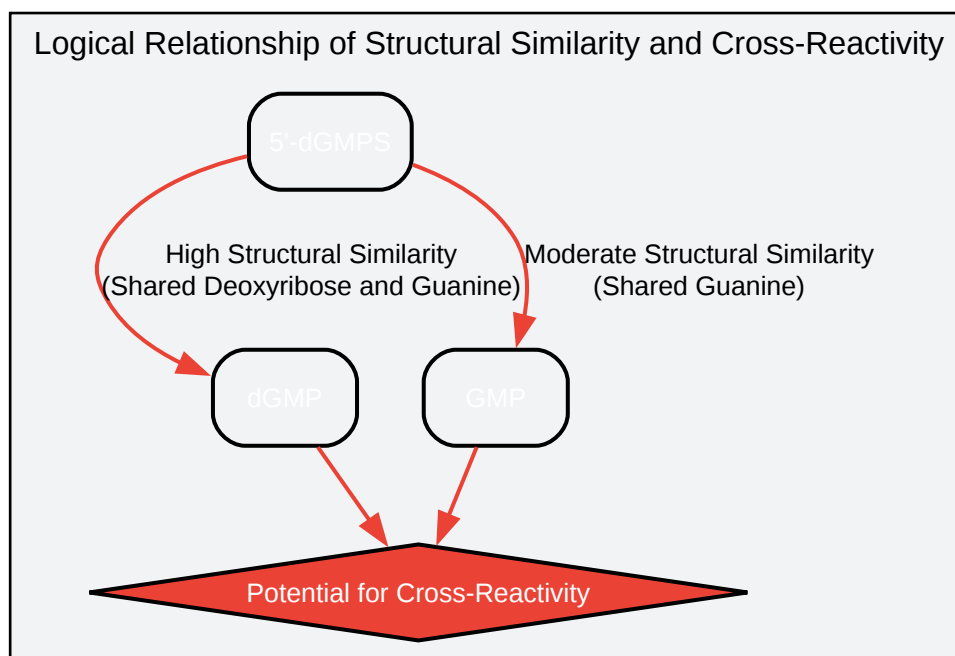 Logical Relationship of Structural Similarity and Cross-Reactivity
5'-dGMPS
High Structural Similarity
(Shared Deoxyribose and Guanine)
Moderate Structural Similarity
(Shared Guanine)
dGMP
GMP
Potential for Cross-Reactivity